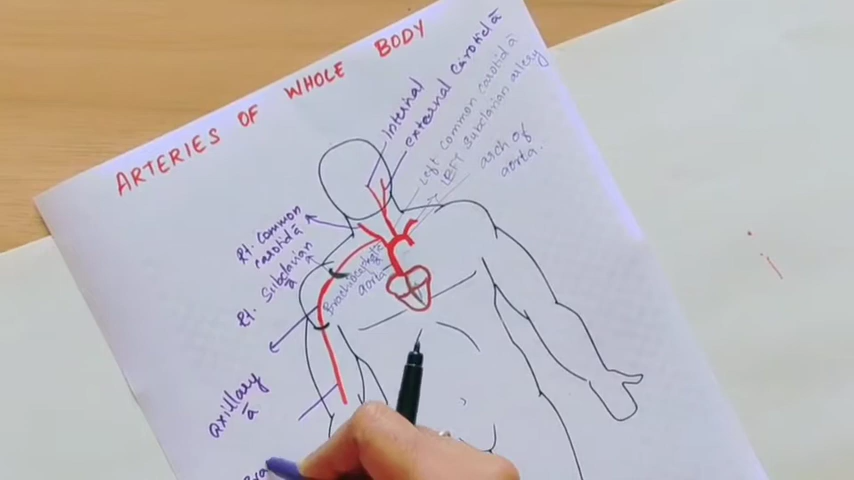 ARTERIES OF WHOLE BODY
Internal
external carotid ā
Left common carotid ā
LEFT subclavian artery
arch of
aorta.
Rt. Common
carotid ā
Rt. Subclavian
ā
Brachiocephalic
aorta
axillary
ā